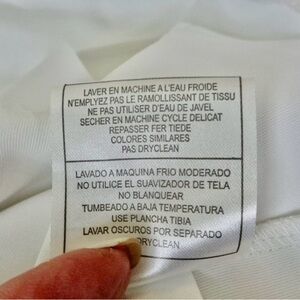 LAVER EN MACHINE A L'EAU FROIDE
N'EMPLYEZ PAS LE RAMOLLISSANT DE TISSU
NE PAS UTILISER D'EAU DE JAVEL
SECHER EN MACHINE CYCLE DELICAT
REPASSER FER TIEDE
COLORES SIMILARES
PAS DRYCLEAN
LAVADO A MAQUINA FRIO MODERADO
NO UTILICE EL SUAVIZADOR DE TELA
NO BLANQUEAR
TUMBEADO A BAJA TEMPERATURA
USE PLANCHA TIBIA
LAVAR OSCUROS POR SEPARADO
DRYCLEAN